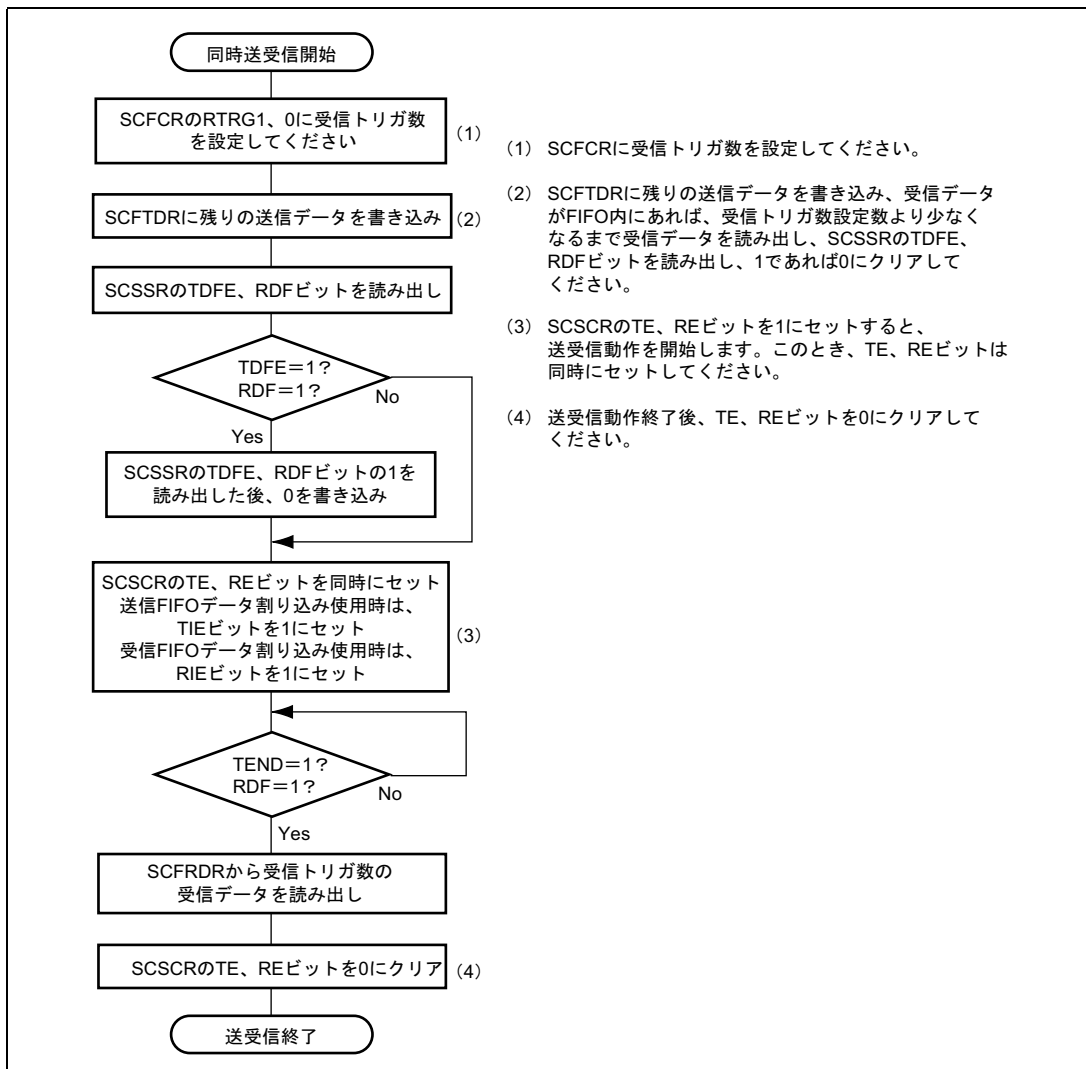 同時送受信開始
SCFCRのRTRG1、0に受信トリガ数
を設定してください
(1)
SCFTDRに残りの送信データを書き込み
(2)
SCSSRのTDFE、RDFビットを読み出し
TDFE=1?
RDF=1?
No
Yes
SCSSRのTDFE、RDFビットの1を
読み出した後、0を書き込み
SCSCRのTE、REビットを同時にセット
送信FIFOデータ割り込み使用時は、
TIEビットを1にセット
受信FIFOデータ割り込み使用時は、
RIEビットを1にセット
(3)
TEND=1?
RDF=1?
No
Yes
SCFRDRから受信トリガ数の
受信データを読み出し
SCSCRのTE、REビットを0にクリア
(4)
送受信終了
(1) SCFCRに受信トリガ数を設定してください。
(2) SCFTDRに残りの送信データを書き込み、受信データ
がFIFO内にあれば、受信トリガ数設定数より少なく
なるまで受信データを読み出し、SCSSRのTDFE、
RDFビットを読み出し、1であれば0にクリアして
ください。
(3) SCSCRのTE、REビットを1にセットすると、
送受信動作を開始します。このとき、TE、REビットは
同時にセットしてください。
(4) 送受信動作終了後、TE、REビットを0にクリアして
ください。